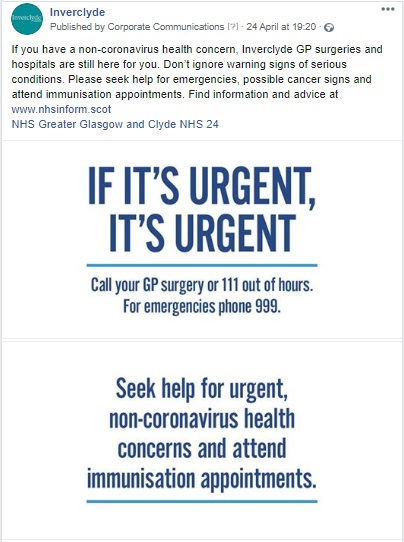 Inverclyde
Inverclyde
Published by Corporate Communications [?] · 24 April at 19:20 ·
If you have a non-coronavirus health concern, Inverclyde GP surgeries and
hospitals are still here for you. Don't ignore warning signs of serious
conditions. Please seek help for emergencies, possible cancer signs and
attend immunisation appointments. Find information and advice at
www.nhsinform.scot
NHS Greater Glasgow and Clyde NHS 24
IF IT'S URGENT,
IT'S URGENT
Call your GP surgery or 111 out of hours.
For emergencies phone 999.
Seek help for urgent,
non-coronavirus health
concerns and attend
immunisation appointments.